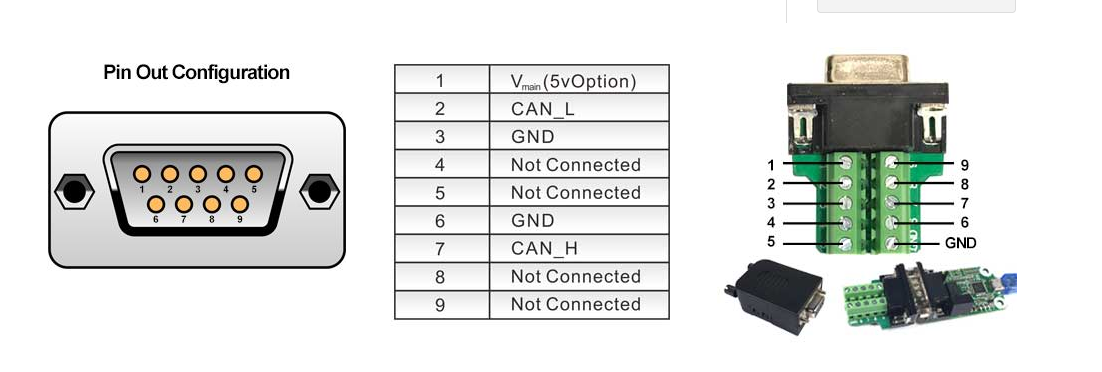 Pin Out Configuration
1 2 3 4 5
6 7 8 9
1 Vmain (5vOption)
2 CAN_L
3 GND
4 Not Connected
5 Not Connected
6 GND
7 CAN_H
8 Not Connected
9 Not Connected
1 9
2 8
3 7
4 6
5 GND